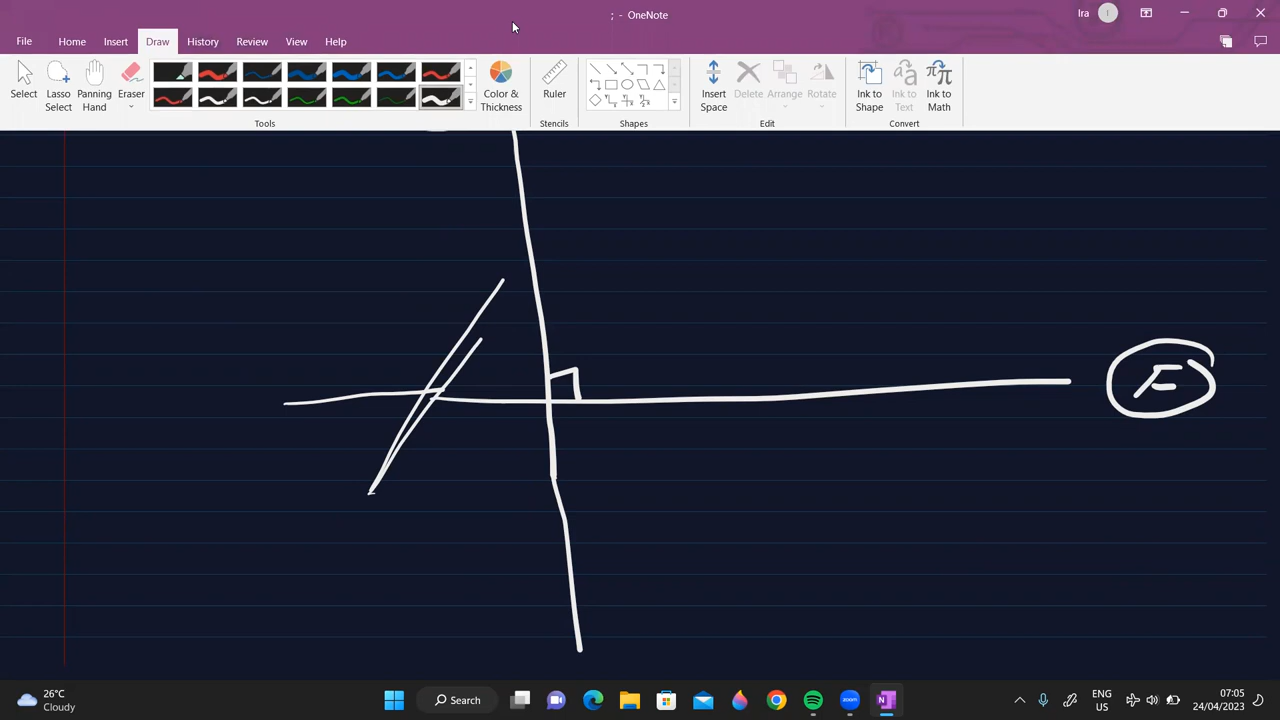 ; - OneNote
Ira
I
File Home Insert Draw History Review View Help
Select Lasso Select Panning Hand Eraser
Color & Thickness
Ruler
Insert Space Delete Arrange Rotate
Ink to Shape Ink to Text Ink to Math
Tools Stencils Shapes Edit Convert
E
26°C
Cloudy
Search
zoom
ENG
US
07:05
24/04/2023